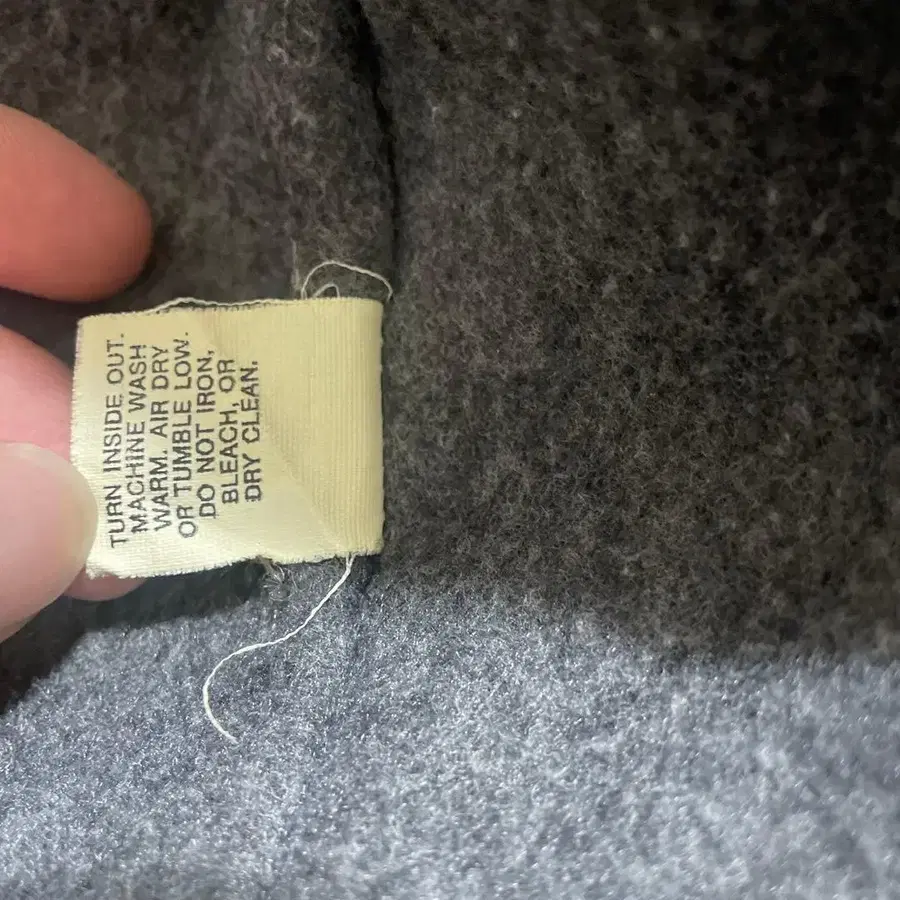 TURN INSIDE OUT.
MACHINE WASH
WARM. AIR DRY
OR TUMBLE LOW.
DO NOT IRON,
BLEACH, OR
DRY CLEAN.